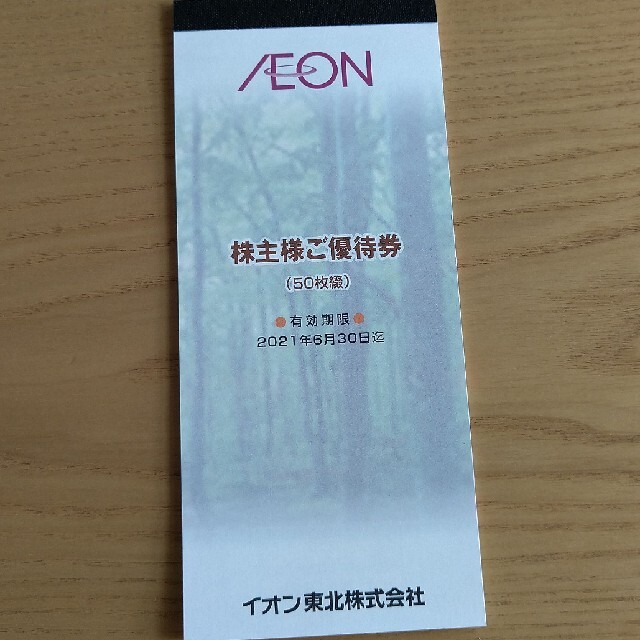 ÆON
株主様ご優待券
(50枚綴)
●有効期限●
2021年6月30日迄
イオン東北株式会社